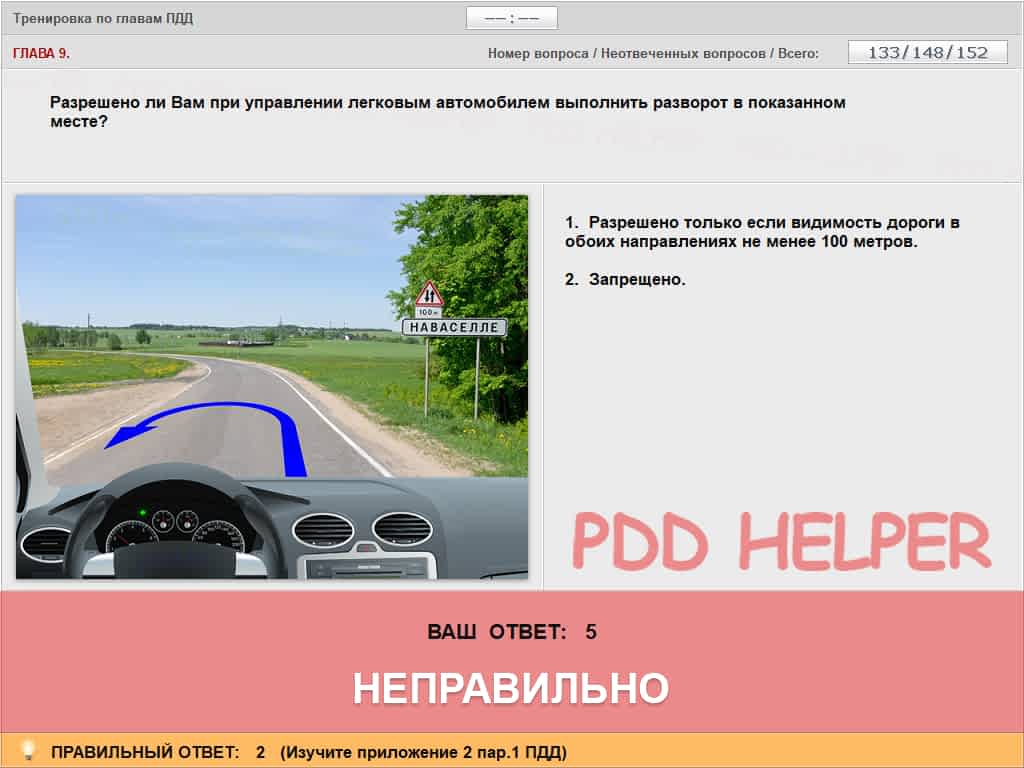 Тренировка по главам ПДД
—— : ——
ГЛАВА 9.
Номер вопроса / Неотвеченных вопросов / Всего:
133/148/152
Разрешено ли Вам при управлении легковым автомобилем выполнить разворот в показанном
месте?
100 м
НАВАСЕЛЛЕ
1. Разрешено только если видимость дороги в
обоих направлениях не менее 100 метров.
2. Запрещено.
PDD HELPER
ВАШ ОТВЕТ: 5
НЕПРАВИЛЬНО
ПРАВИЛЬНЫЙ ОТВЕТ: 2 (Изучите приложение 2 пар.1 ПДД)